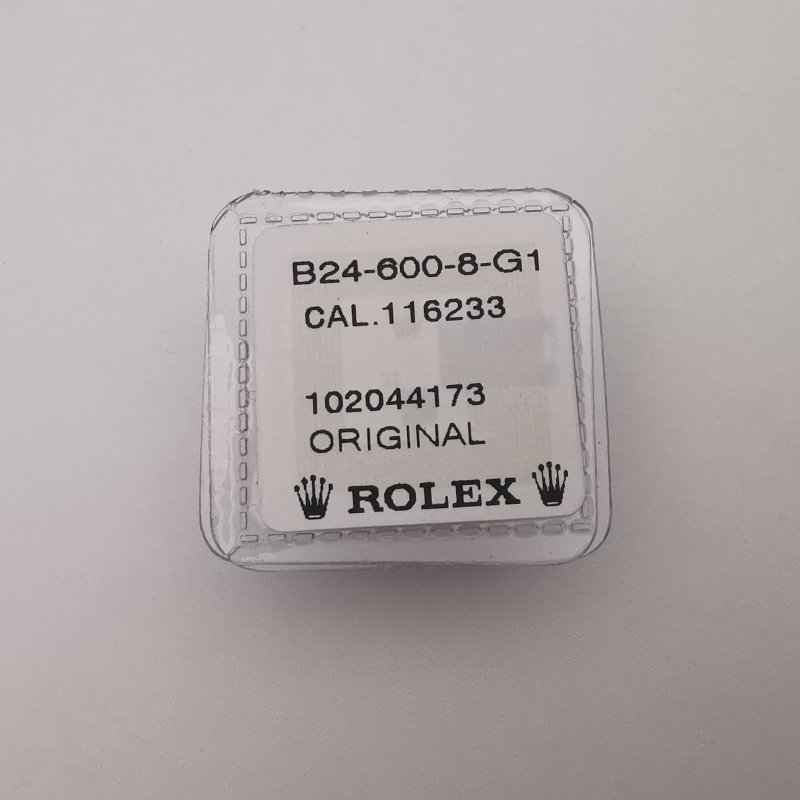 B24-600-8-G1
CAL.116233
102044173
ORIGINAL
ROLEX